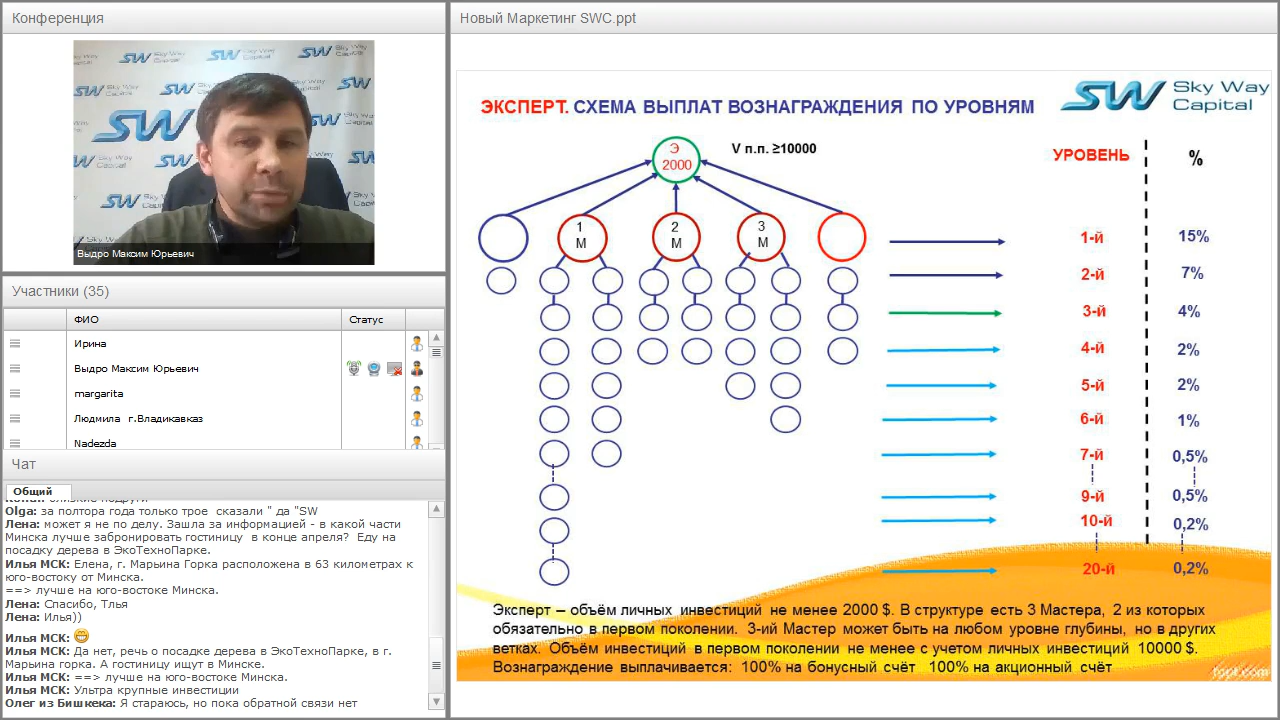 Конференция
SW
Sky Way
Capital
Выдро Максим Юрьевич
Участники (35)
ФИО
Статус
Ирина
Выдро Максим Юрьевич
margarita
Людмила г.Владикавказ
Nadezda
Чат
Общий
Olga: за полтора года только трое сказали " да "SW
Лена: может я не по делу. Зашла за информацией - в какой части
Минска лучше забронировать гостиницу в конце апреля? Еду на
посадку дерева в ЭкоТехноПарке.
Илья МСК: Елена, г. Марьина Горка расположена в 63 километрах к
юго-востоку от Минска.
==> лучше на юго-востоке Минска.
Лена: Спасибо, Тлья
Лена: Илья))
Илья МСК:
Илья МСК: Да нет, речь о посадке дерева в ЭкоТехноПарке, в г.
Марьина горка. А гостиницу ищут в Минске.
Илья МСК: ==> лучше на юго-востоке Минска.
Илья МСК: Ультра крупные инвестиции
Олег из Бишкека: Я стараюсь, но пока обратной связи нет
Новый Маркетинг SWC.ppt
ЭКСПЕРТ. СХЕМА ВЫПЛАТ ВОЗНАГРАЖДЕНИЯ ПО УРОВНЯМ
SW Sky Way
Capital
Э
2000
V п.п. ≥10000
УРОВЕНЬ %
1
М
2
М
3
М
1-й 15%
2-й 7%
3-й 4%
4-й 2%
5-й 2%
6-й 1%
7-й 0,5%
9-й 0,5%
10-й 0,2%
20-й 0,2%
Эксперт – объём личных инвестиций не менее 2000 $. В структуре есть 3 Мастера, 2 из которых
обязательно в первом поколении. 3-ий Мастер может быть на любом уровне глубины, но в других
ветках. Объём инвестиций в первом поколении не менее с учетом личных инвестиций 10000 $.
Вознаграждение выплачивается: 100% на бонусный счёт 100% на акционный счёт